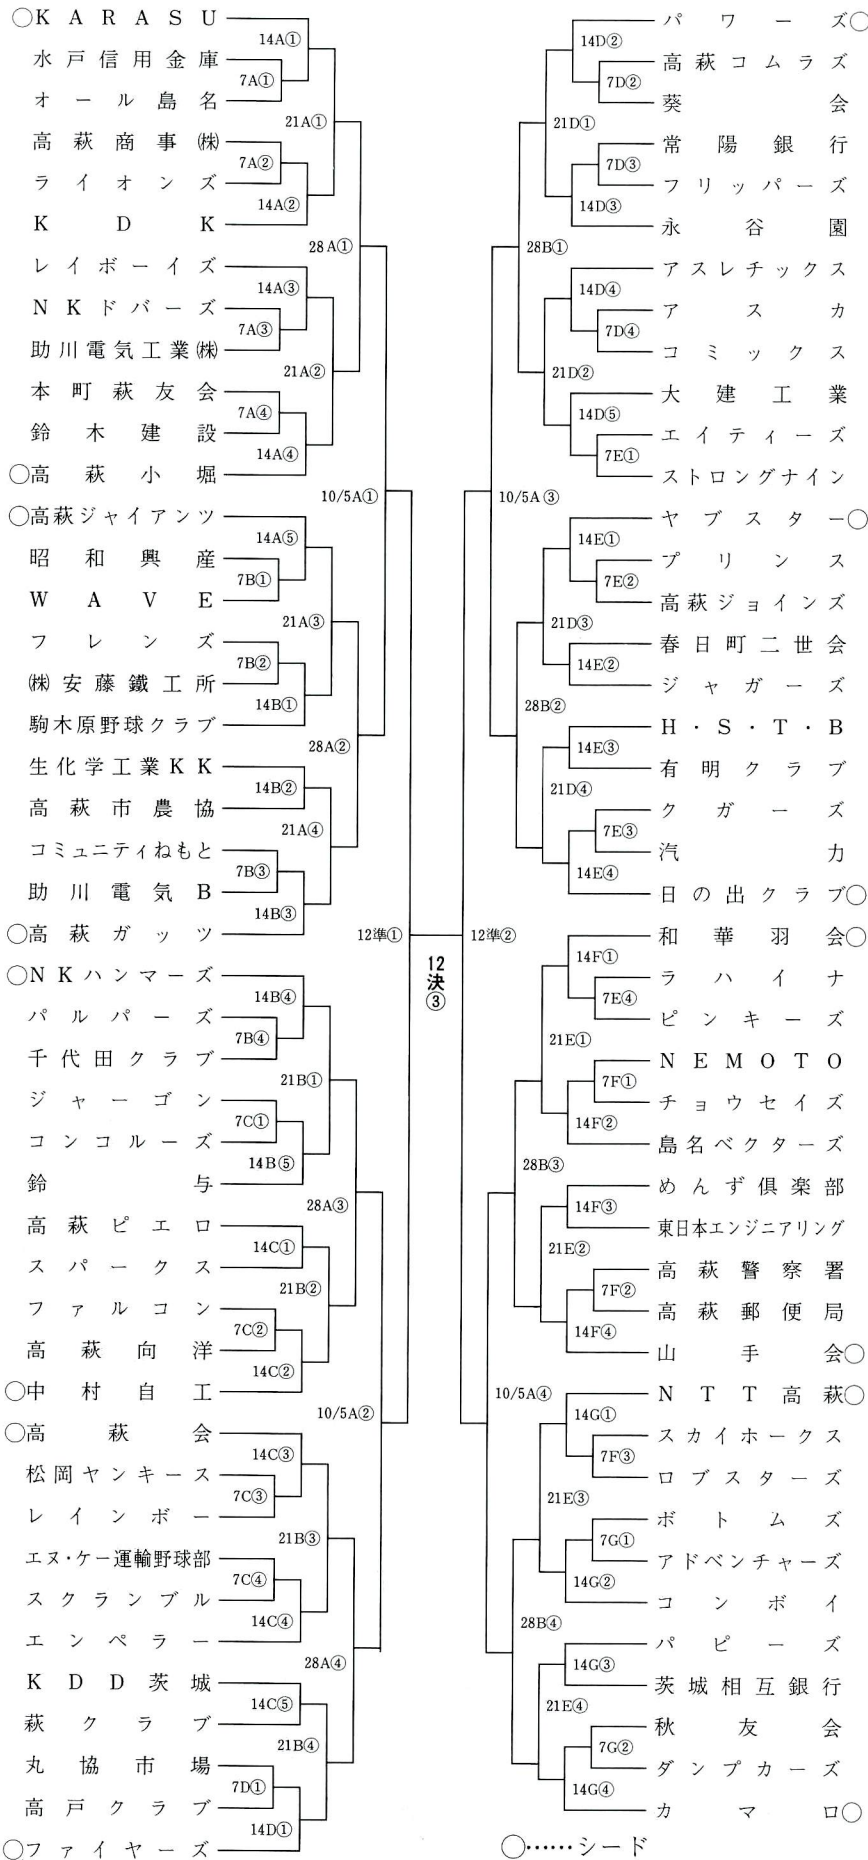 ○KARASU
14A①
水戸信用金庫
7A①
オール島名
21A①
高萩商事㈱
7A②
ライオンズ
14A②
KDK
28A①
レイボーイズ
14A③
NKドバーズ
7A③
助川電気工業㈱
21A②
本町萩友会
7A④
鈴木建設
14A④
○高萩小堀
10/5A①
○高萩ジャイアンツ
14A⑤
昭和興産
7B①
WAVE
21A③
フレンズ
7B②
㈱安藤鐵工所
14B①
駒木原野球クラブ
28A②
生化学工業KK
14B②
高萩市農協
21A④
コミュニティねもと
7B③
助川電気B
14B③
○高萩ガッツ
12準①
○NKハンマーズ
14B④
パルパーズ
7B④
千代田クラブ
21B①
ジャーゴン
7C①
コンコルーズ
14B⑤
鈴与
28A③
高萩ピエロ
14C①
スパークス
21B②
ファルコン
7C②
高萩向洋
14C②
○中村自工
10/5A②
○高萩会
14C③
松岡ヤンキース
7C③
レインボー
21B③
エヌ・ケー運輸野球部
7C④
スクランブル
14C④
エンペラー
28A④
KDD茨城
14C⑤
萩クラブ
21B④
丸協市場
7D①
高戸クラブ
14D①
○ファイヤーズ
12
決
③
パワーズ○
14D②
高萩コムラズ
7D②
葵会
21D①
常陽銀行
7D③
フリッパーズ
14D③
永谷園
28B①
アスレチックス
14D④
アスカ
7D④
コミックス
21D②
大建工業
14D⑤
エイティーズ
7E①
ストロングナイン
10/5A③
ヤブスター○
14E①
プリンス
7E②
高萩ジョインズ
21D③
春日町二世会
14E②
ジャガーズ
28B②
H・S・T・B
14E③
有明クラブ
21D④
クガーズ
7E③
汽力
14E④
日の出クラブ○
12準②
和華羽会○
14F①
ラハイナ
7E④
ピンキーズ
21E①
NEMOTO
7F①
チョウセイズ
14F②
島名ベクターズ
28B③
めんず倶楽部
14F③
東日本エンジニアリング
21E②
高萩警察署
7F②
高萩郵便局
14F④
山手会○
10/5A④
NTT高萩○
14G①
スカイホークス
7F③
ロブスターズ
21E③
ボトムズ
7G①
アドベンチャーズ
14G②
コンボイ
28B④
パピーズ
14G③
茨城相互銀行
21E④
秋友会
7G②
ダンプカーズ
14G④
カマロ○
○……シード